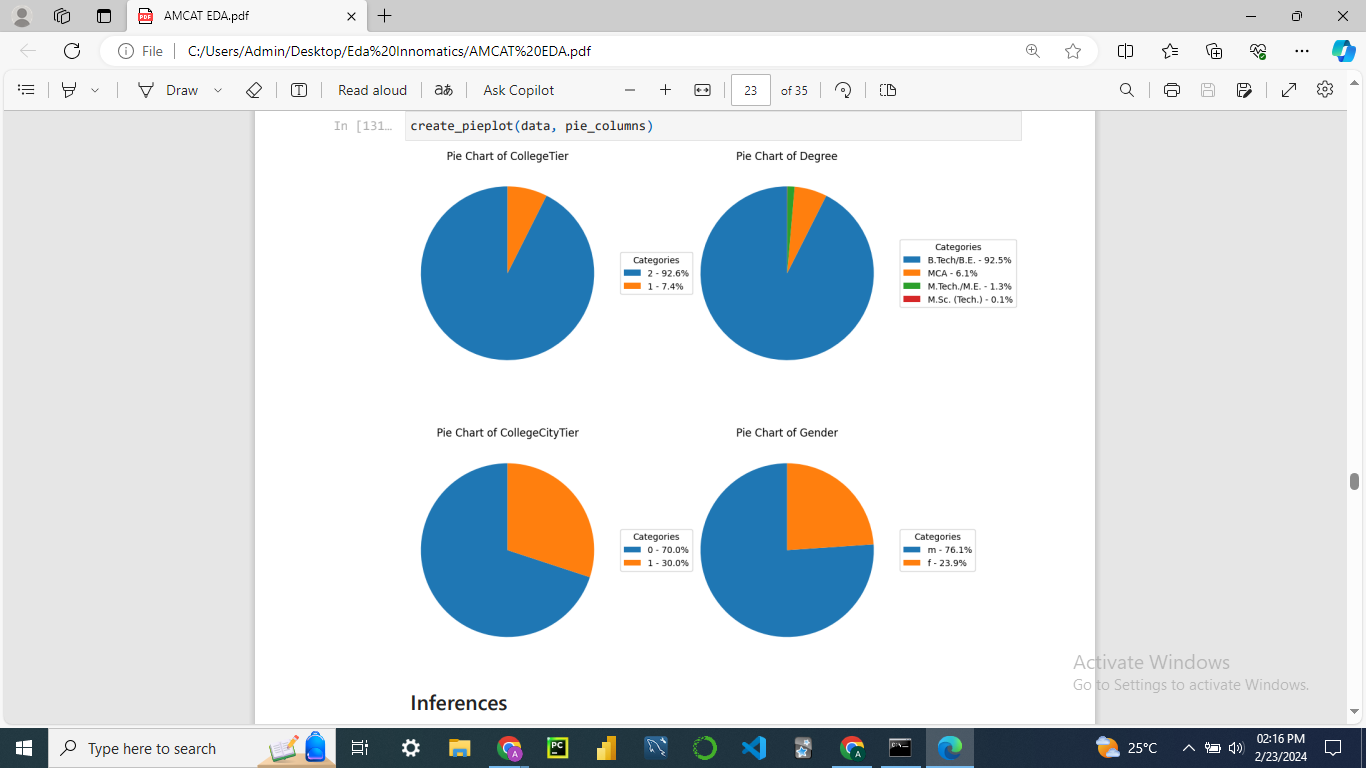 AMCAT EDA.pdf
File
C:/Users/Admin/Desktop/Eda%20Innomatics/AMCAT%20EDA.pdf
Draw
Read aloud
aあ
Ask Copilot
23
of 35
In [131...
create_pieplot(data, pie_columns)
Pie Chart of CollegeTier
Categories
2 - 92.6%
1 - 7.4%
Pie Chart of Degree
Categories
B.Tech/B.E. - 92.5%
MCA - 6.1%
M.Tech./M.E. - 1.3%
M.Sc. (Tech.) - 0.1%
Pie Chart of CollegeCityTier
Categories
0 - 70.0%
1 - 30.0%
Pie Chart of Gender
Categories
m - 76.1%
f - 23.9%
Activate Windows
Go to Settings to activate Windows.
Inferences
Type here to search
25°C
02:16 PM
2/23/2024